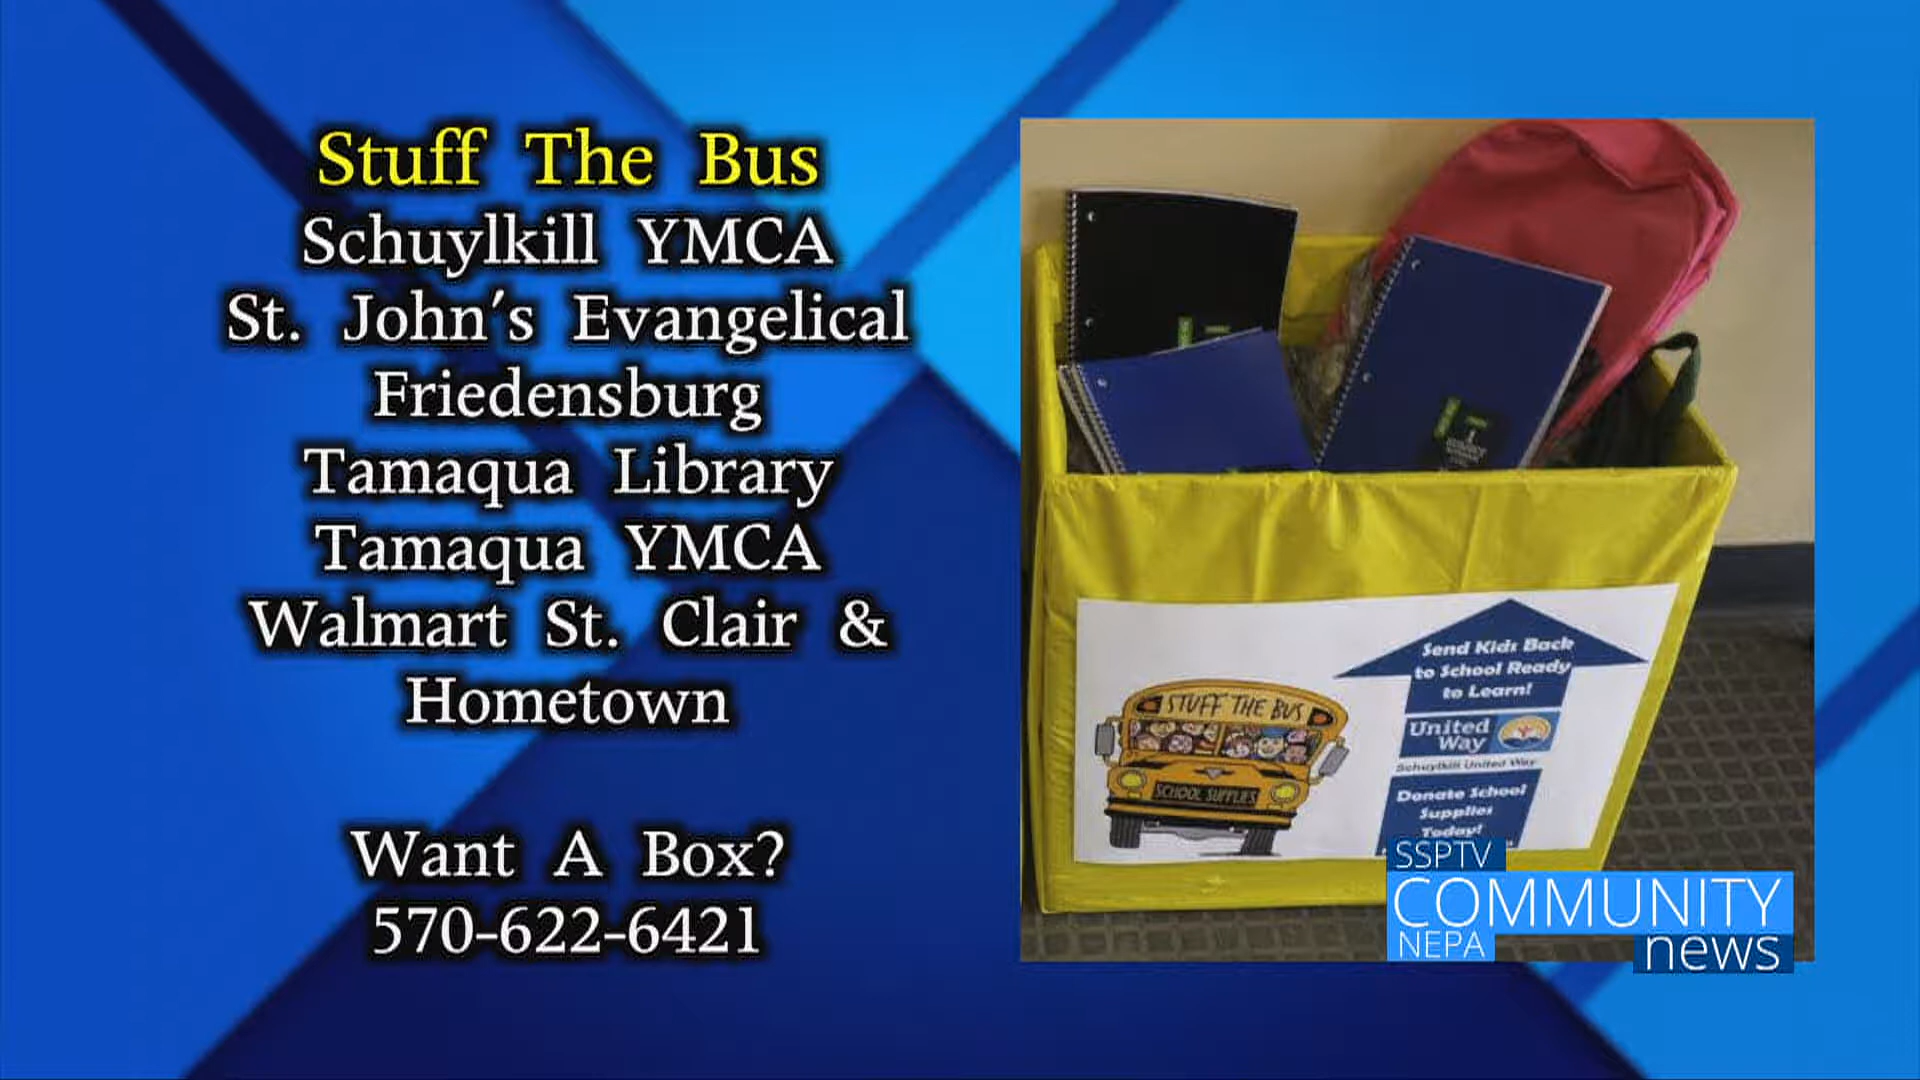 Stuff The Bus
Schuylkill YMCA
St. John's Evangelical
Friedensburg
Tamaqua Library
Tamaqua YMCA
Walmart St. Clair &
Hometown
Want A Box?
570-622-6421
Send Kids Back
to School Ready
to Learn!
United
Way
Schuylkill United Way
Donate School
Supplies
Today!
STUFF THE BUS
SCHOOL SUPPLIES
SSPTV
COMMUNITY
NEPA
news